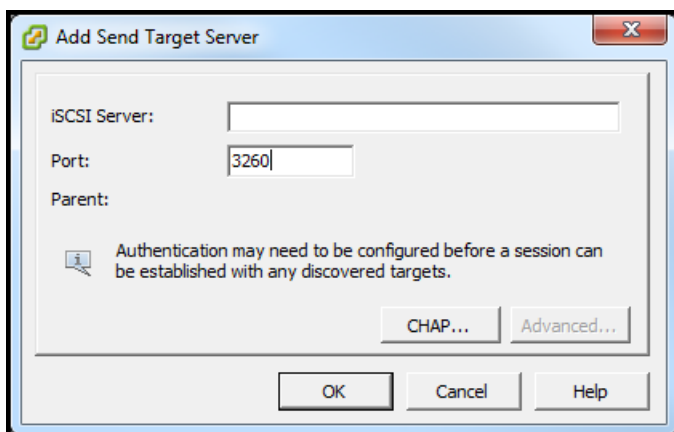 Add Send Target Server
iSCSI Server:
Port: 3260
Parent:
Authentication may need to be configured before a session can
be established with any discovered targets.
CHAP... Advanced...
OK Cancel Help